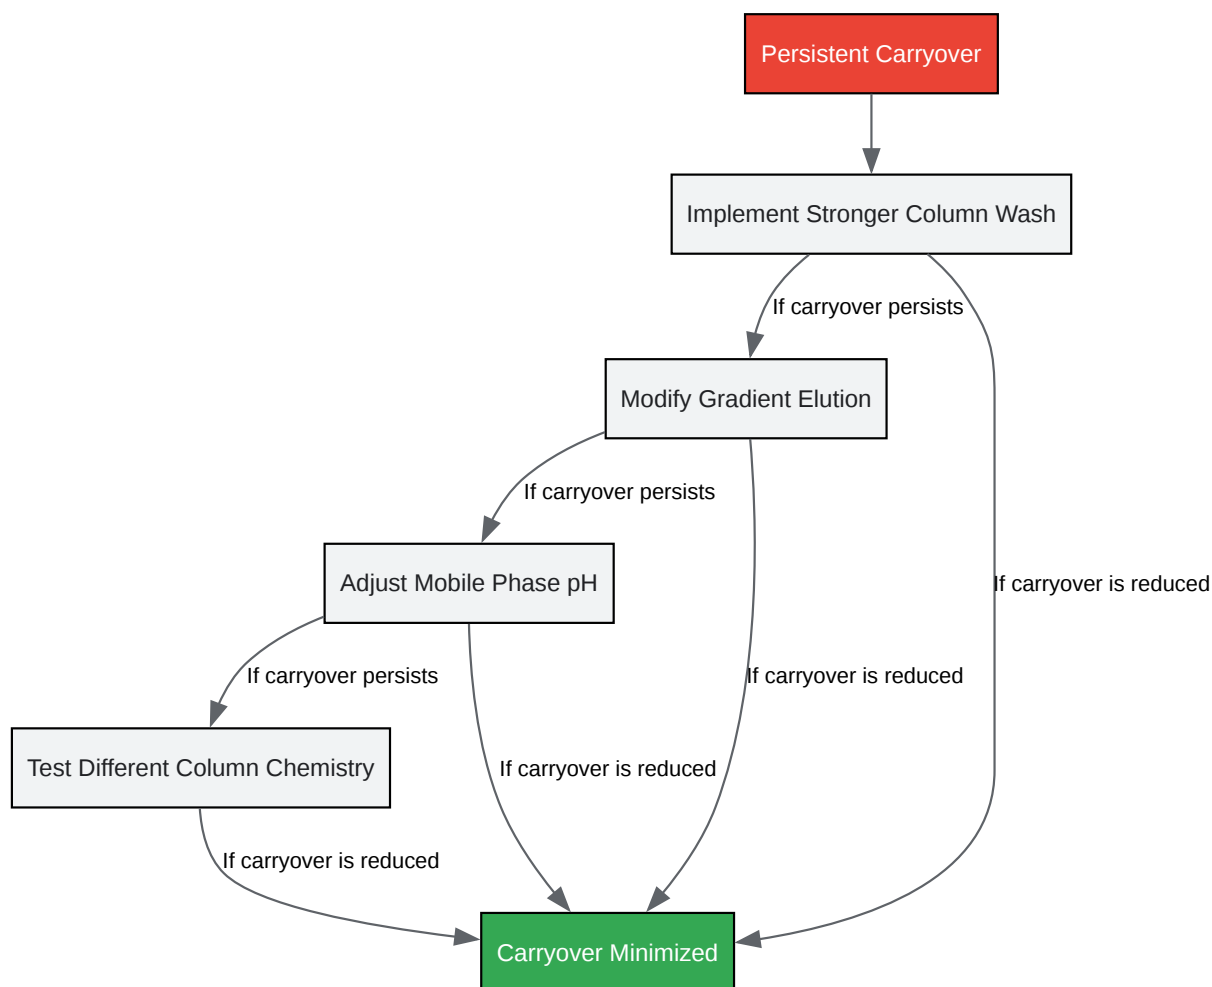 Persistent Carryover
Implement Stronger Column Wash
If carryover persists
Modify Gradient Elution
If carryover persists
Adjust Mobile Phase pH
If carryover is reduced
If carryover persists
If carryover is reduced
Test Different Column Chemistry
If carryover is reduced
If carryover is reduced
Carryover Minimized